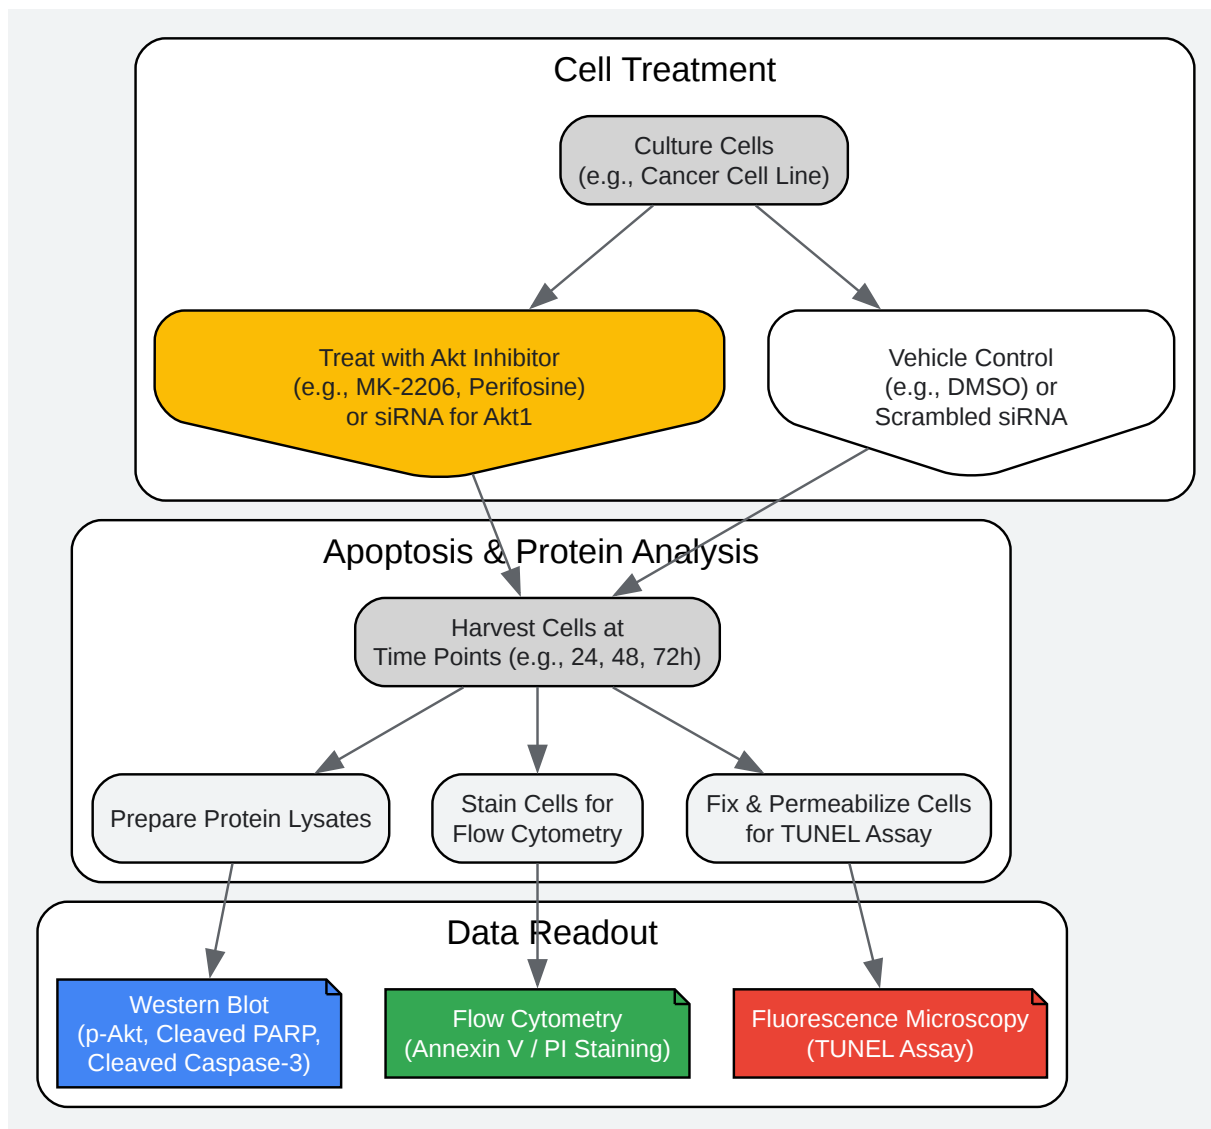 Cell Treatment
Culture Cells
(e.g., Cancer Cell Line)
Treat with Akt Inhibitor
(e.g., MK-2206, Perifosine)
or siRNA for Akt1
Vehicle Control
(e.g., DMSO) or
Scrambled siRNA
Apoptosis & Protein Analysis
Harvest Cells at
Time Points (e.g., 24, 48, 72h)
Prepare Protein Lysates
Stain Cells for
Flow Cytometry
Fix & Permeabilize Cells
for TUNEL Assay
Data Readout
Western Blot
(p-Akt, Cleaved PARP,
Cleaved Caspase-3)
Flow Cytometry
(Annexin V / PI Staining)
Fluorescence Microscopy
(TUNEL Assay)